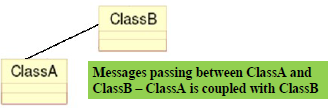 ClassB
ClassA
Messages passing between ClassA and
ClassB – ClassA is coupled with ClassB